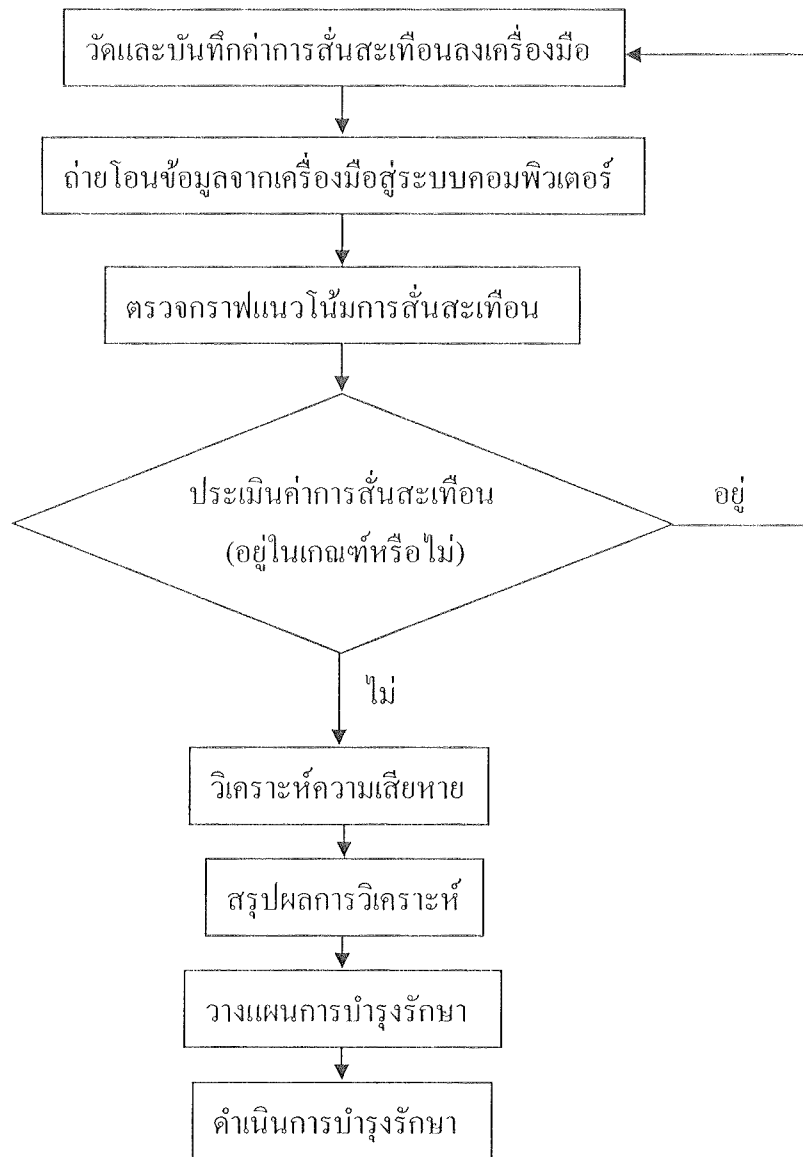 วัดและบันทึกค่าการสั่นสะเทือนลงเครื่องมือ
ถ่ายโอนข้อมูลจากเครื่องมือสู่ระบบคอมพิวเตอร์
ตรวจกราฟแนวโน้มการสั่นสะเทือน
ประเมินค่าการสั่นสะเทือน
(อยู่ในเกณฑ์หรือไม่)
อยู่
ไม่
วิเคราะห์ความเสียหาย
สรุปผลการวิเคราะห์
วางแผนการบำรุงรักษา
ดำเนินการบำรุงรักษา